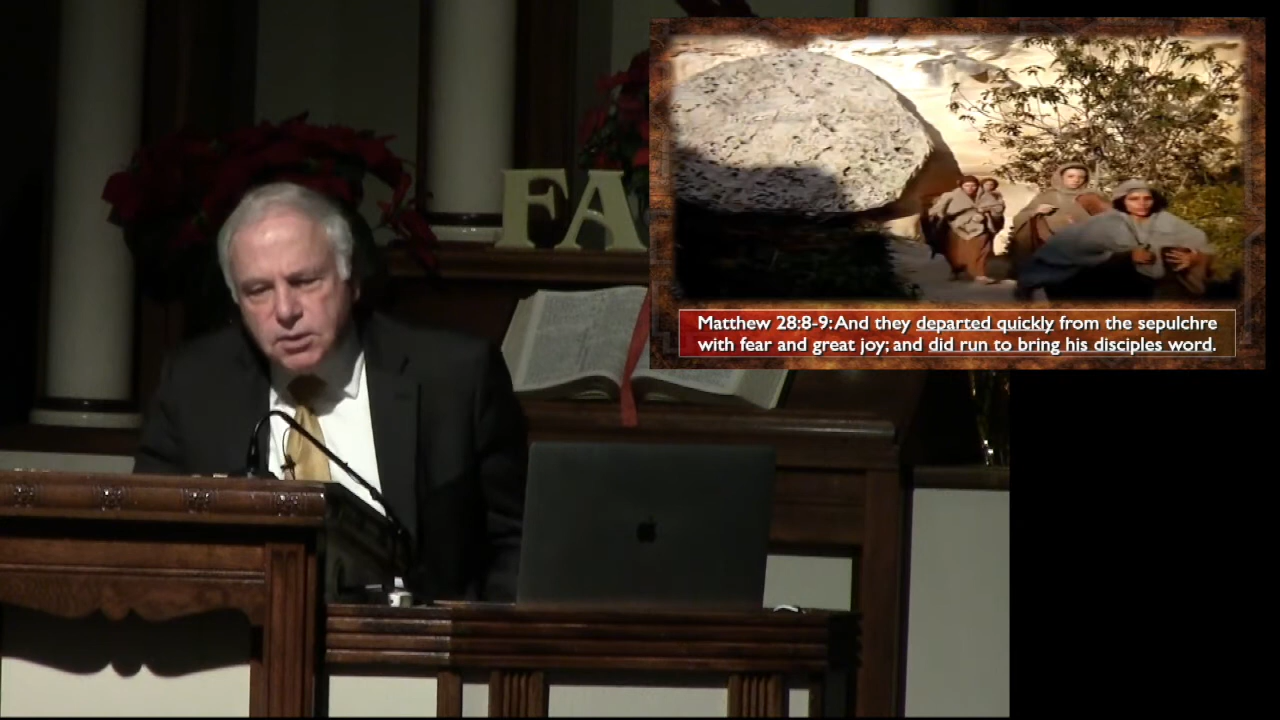 FA
Matthew 28:8-9: And they departed quickly from the sepulchre
with fear and great joy; and did run to bring his disciples word.